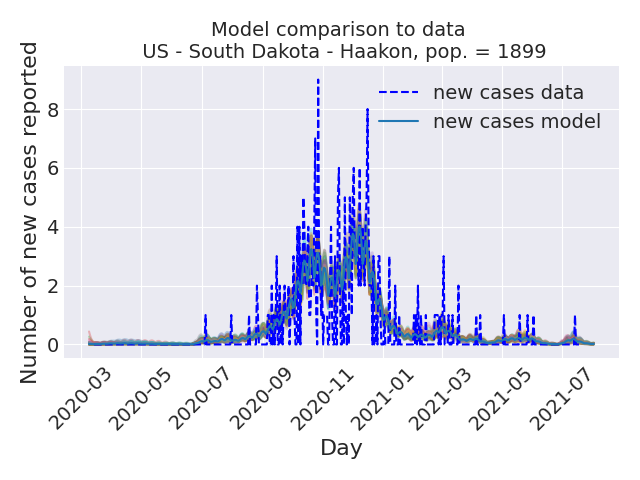 Model comparison to data
US - South Dakota - Haakon, pop. = 1899
new cases data
new cases model
Number of new cases reported
8
6
4
2
0
2020-03
2020-05
2020-07
2020-09
2020-11
2021-01
2021-03
2021-05
2021-07
Day